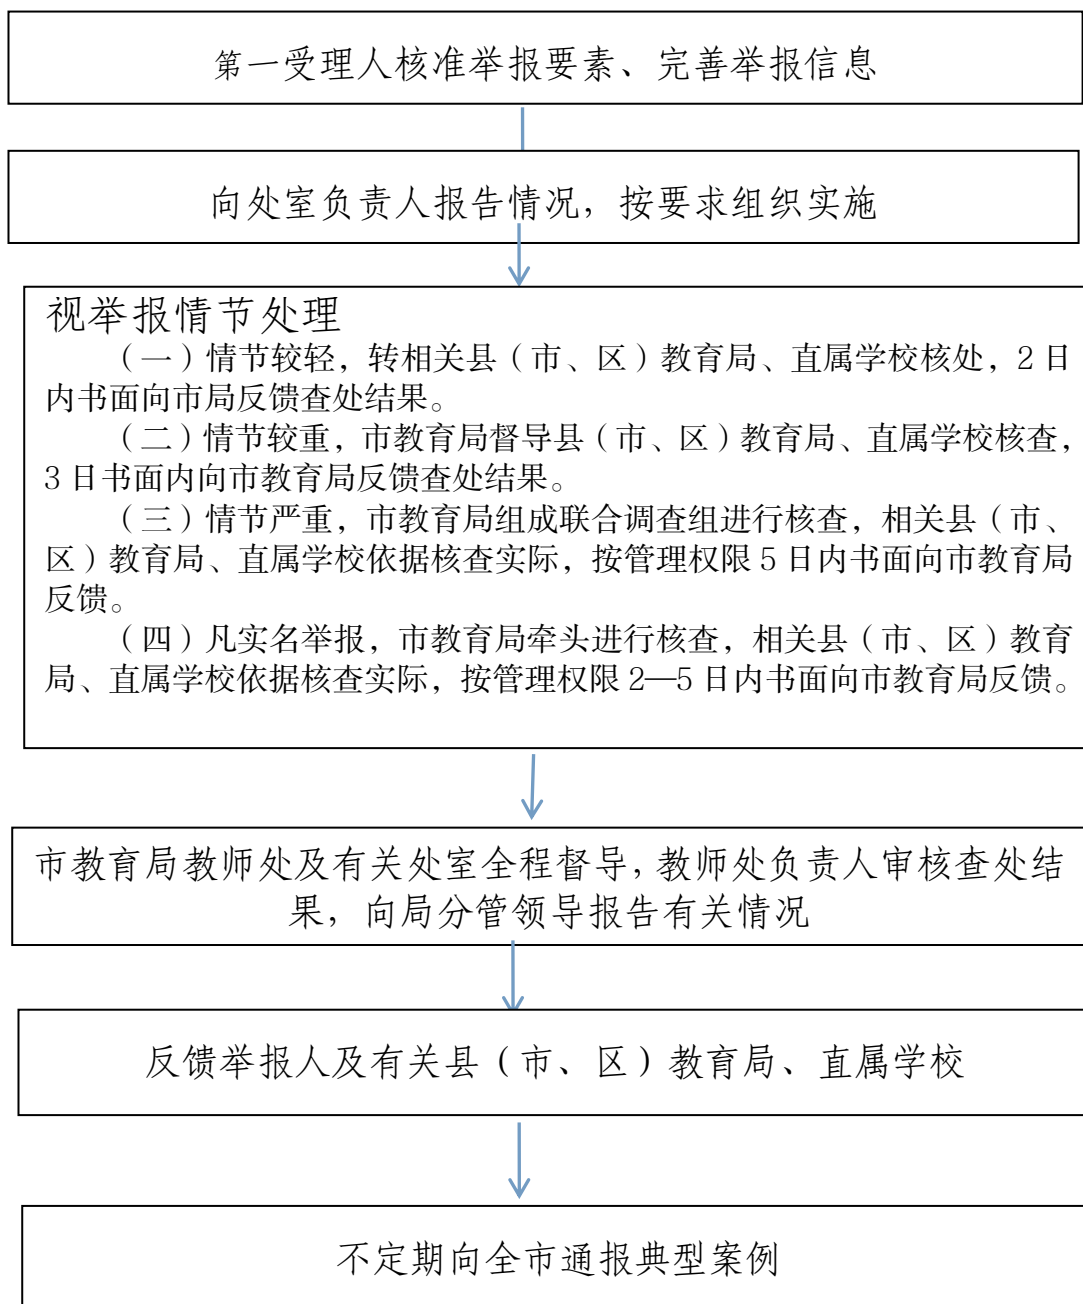 第一受理人核准举报要素、完善举报信息
向处室负责人报告情况，按要求组织实施
视举报情节处理
（一）情节较轻，转相关县（市、区）教育局、直属学校核处，2日
内书面向市局反馈查处结果。
（二）情节较重，市教育局督导县（市、区）教育局、直属学校核查，
3日书面内向市教育局反馈查处结果。
（三）情节严重，市教育局组成联合调查组进行核查，相关县（市、
区）教育局、直属学校依据核查实际，按管理权限5日内书面向市教育局
反馈。
（四）凡实名举报，市教育局牵头进行核查，相关县（市、区）教育
局、直属学校依据核查实际，按管理权限2—5日内书面向市教育局反馈。
市教育局教师处及有关处室全程督导，教师处负责人审核查处结
果，向局分管领导报告有关情况
反馈举报人及有关县（市、区）教育局、直属学校
不定期向全市通报典型案例